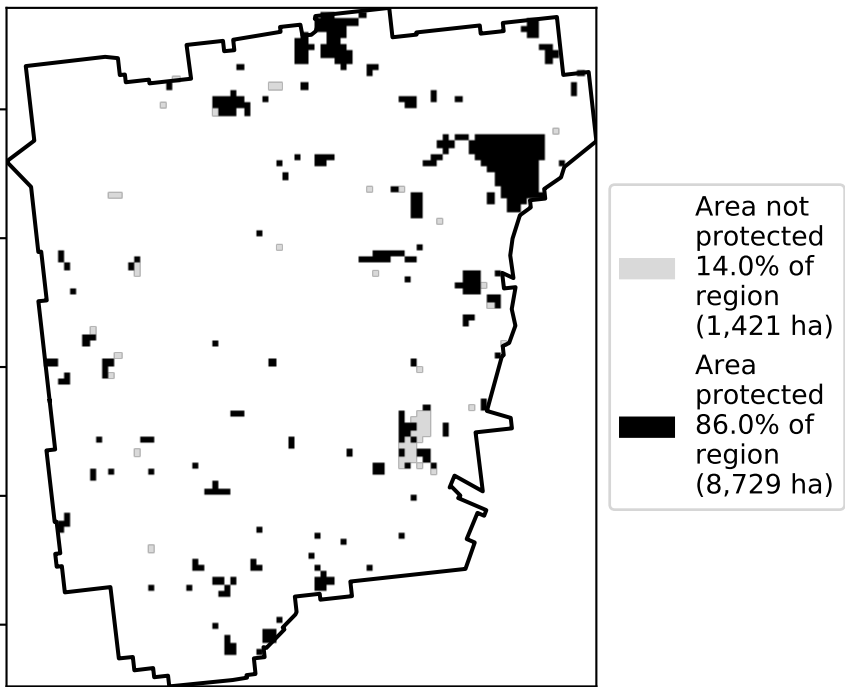 Area not
protected
14.0% of
region
(1,421 ha)
Area
protected
86.0% of
region
(8,729 ha)